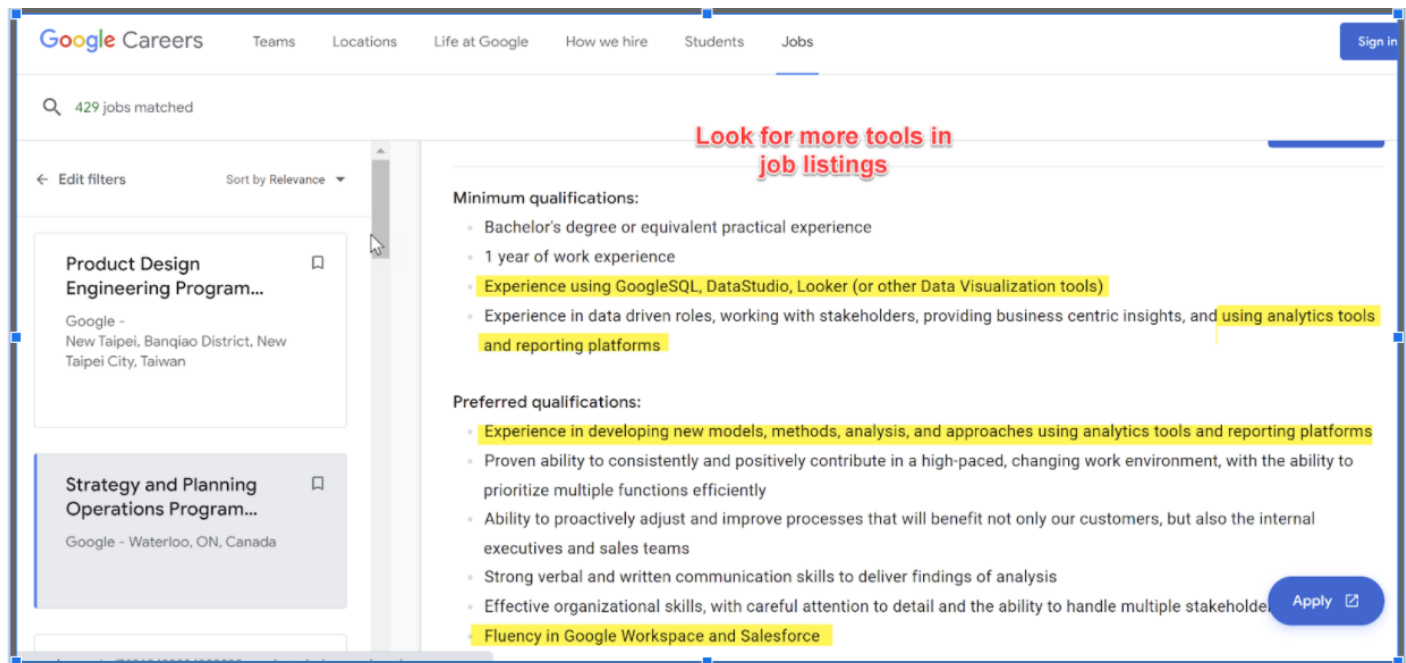 Google Careers
Teams
Locations
Life at Google
How we hire
Students
Jobs
Sign in
429 jobs matched
Look for more tools in
job listings
Edit filters
Sort by Relevance
Product Design
Engineering Program...
Google -
New Taipei, Banqiao District, New
Taipei City, Taiwan
Strategy and Planning
Operations Program...
Google - Waterloo, ON, Canada
Minimum qualifications:
Bachelor's degree or equivalent practical experience
1 year of work experience
Experience using GoogleSQL, DataStudio, Looker (or other Data Visualization tools)
Experience in data driven roles, working with stakeholders, providing business centric insights, and using analytics tools
and reporting platforms
Preferred qualifications:
Experience in developing new models, methods, analysis, and approaches using analytics tools and reporting platforms
Proven ability to consistently and positively contribute in a high-paced, changing work environment, with the ability to
prioritize multiple functions efficiently
Ability to proactively adjust and improve processes that will benefit not only our customers, but also the internal
executives and sales teams
Strong verbal and written communication skills to deliver findings of analysis
Effective organizational skills, with careful attention to detail and the ability to handle multiple stakeholde
Apply
Fluency in Google Workspace and Salesforce